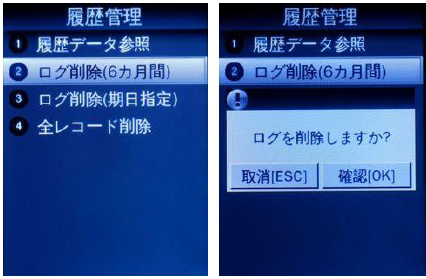 履歴管理
1 履歴データ参照
2 ログ削除(6カ月間)
3 ログ削除(期日指定)
4 全レコード削除
履歴管理
1 履歴データ参照
2 ログ削除(6カ月間)
!
ログを削除しますか?
取消[ESC] 確認[OK]